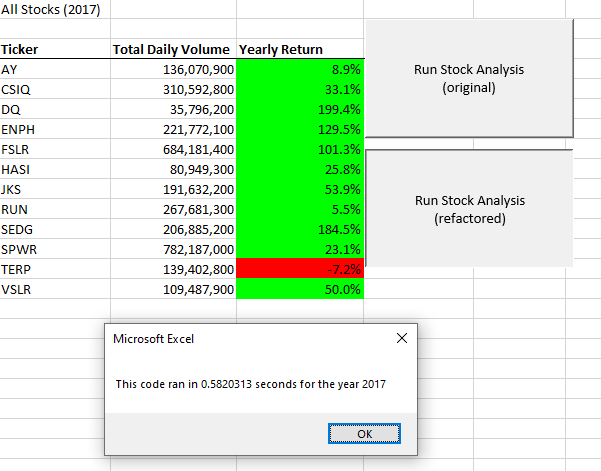 All Stocks (2017)
Ticker Total Daily Volume Yearly Return
AY 136,070,900 8.9%
CSIQ 310,592,800 33.1%
DQ 35,796,200 199.4%
ENPH 221,772,100 129.5%
FSLR 684,181,400 101.3%
HASI 80,949,300 25.8%
JKS 191,632,200 53.9%
RUN 267,681,300 5.5%
SEDG 206,885,200 184.5%
SPWR 782,187,000 23.1%
TERP 139,402,800 -7.2%
VSLR 109,487,900 50.0%
Run Stock Analysis
(original)
Run Stock Analysis
(refactored)
Microsoft Excel
This code ran in 0.5820313 seconds for the year 2017
OK